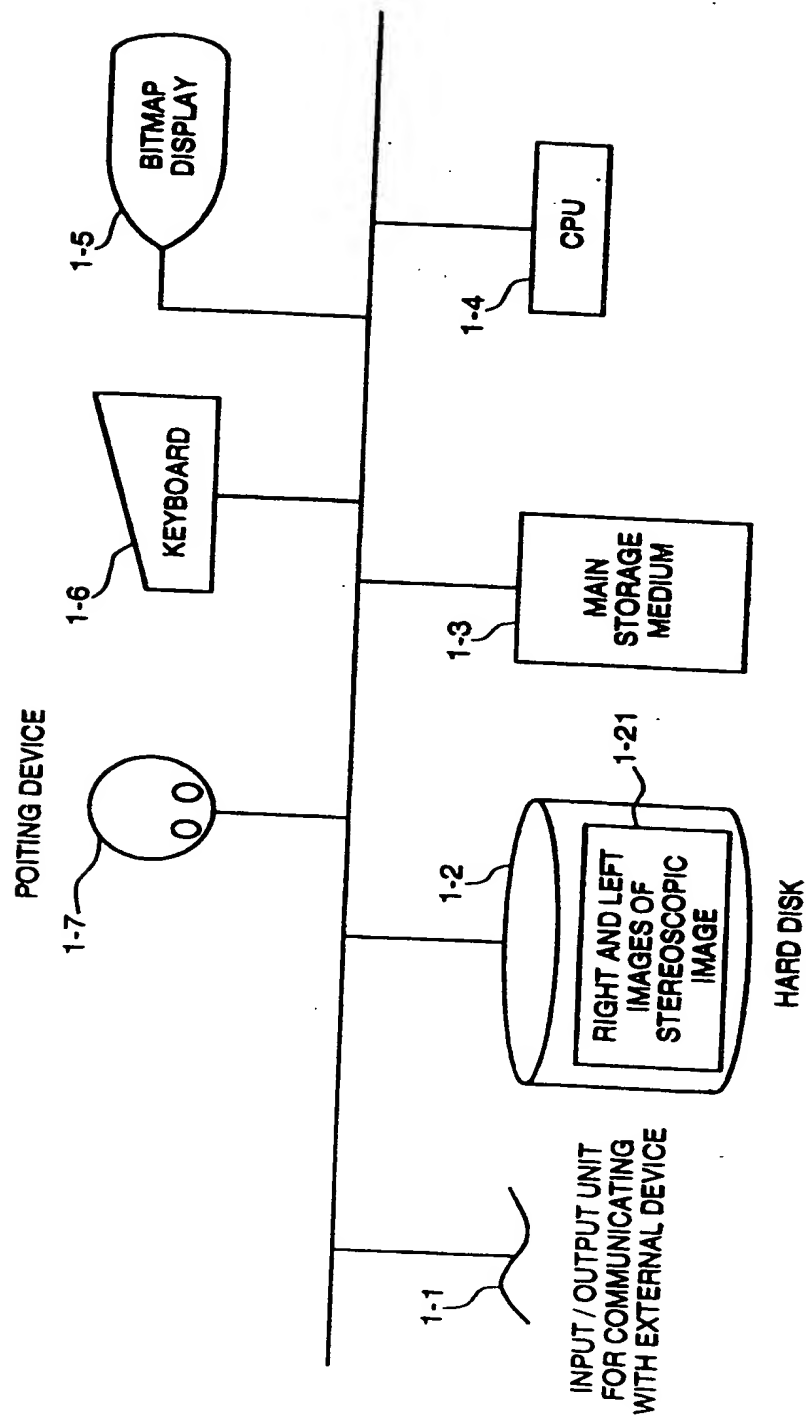 POITING DEVICE
1-7
1-6
KEYBOARD
1-5
BITMAP
DISPLAY
1-1
INPUT / OUTPUT UNIT
FOR COMMUNICATING
WITH EXTERNAL DEVICE
1-2
1-21
RIGHT AND LEFT
IMAGES OF
STEREOSCOPIC
IMAGE
HARD DISK
1-3
MAIN
STORAGE
MEDIUM
1-4
CPU